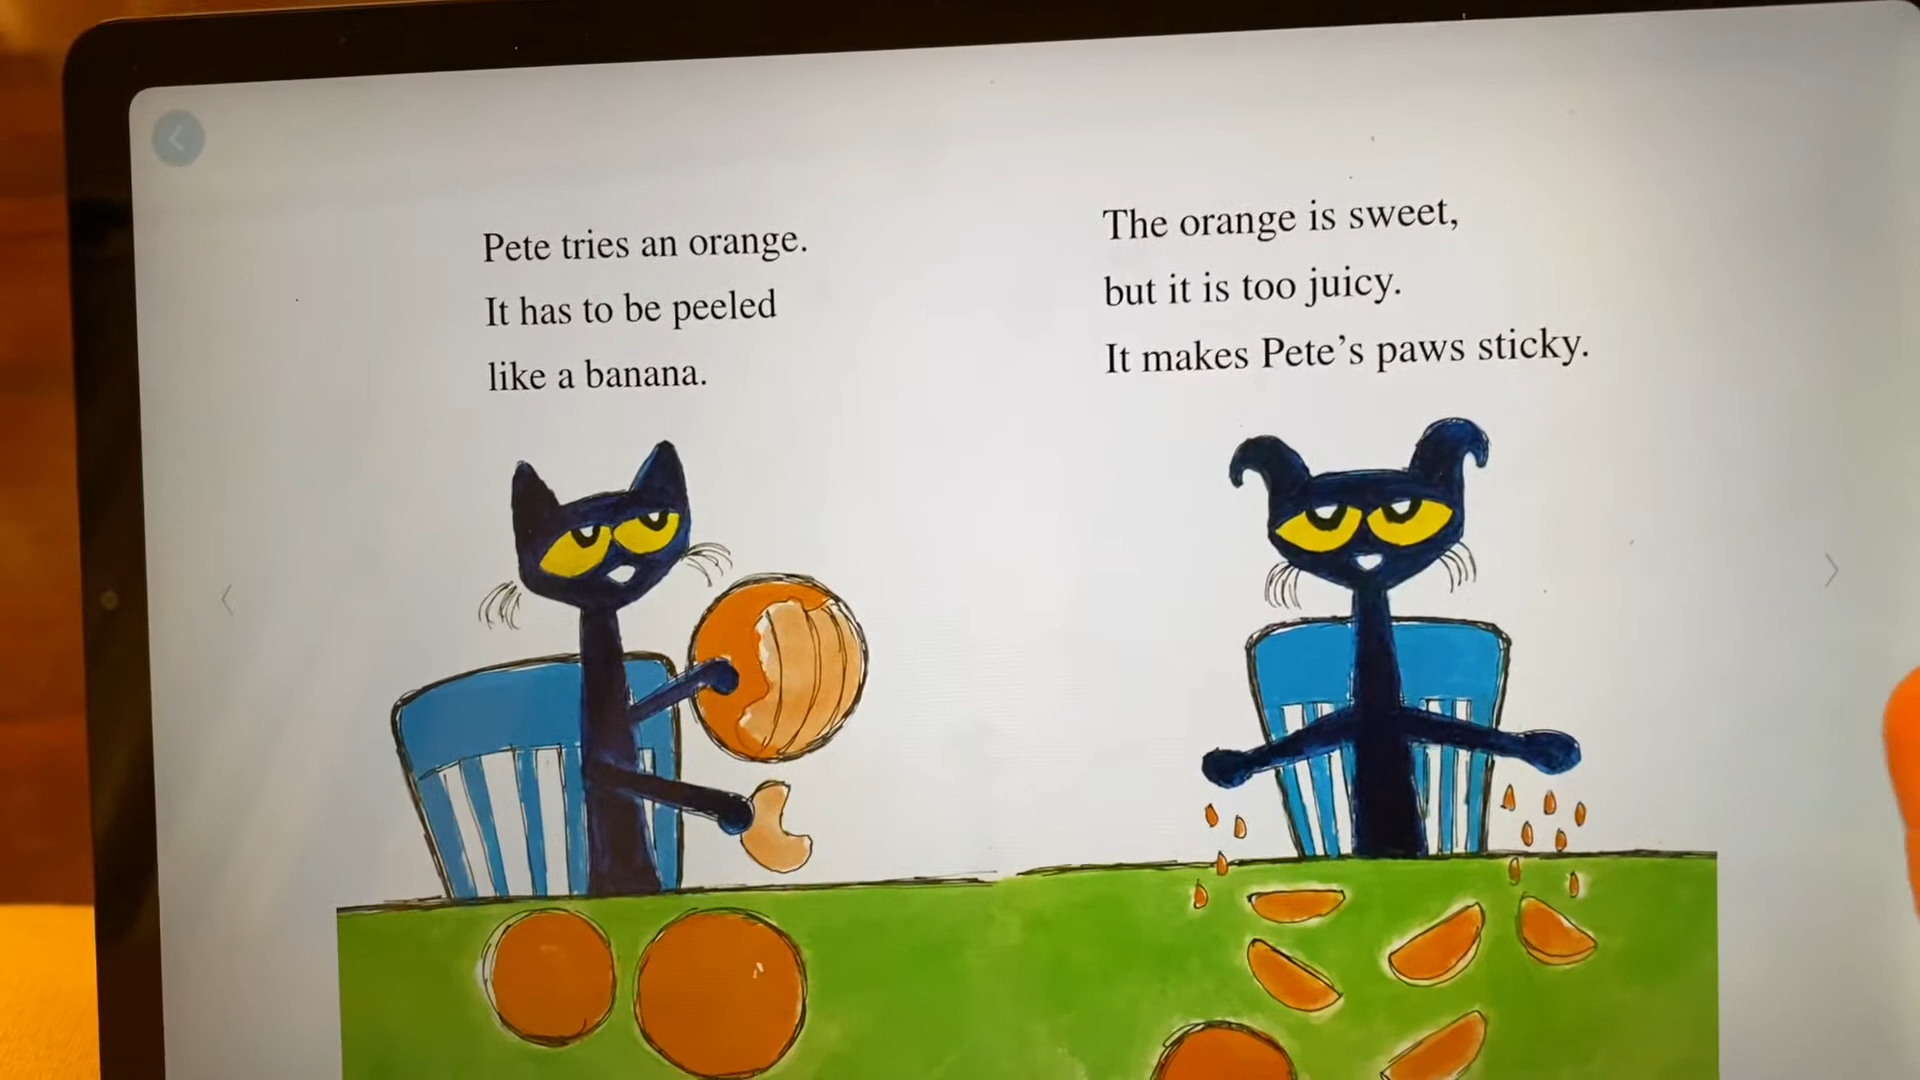 Pete tries an orange.
It has to be peeled
like a banana.
The orange is sweet,
but it is too juicy.
It makes Pete's paws sticky.